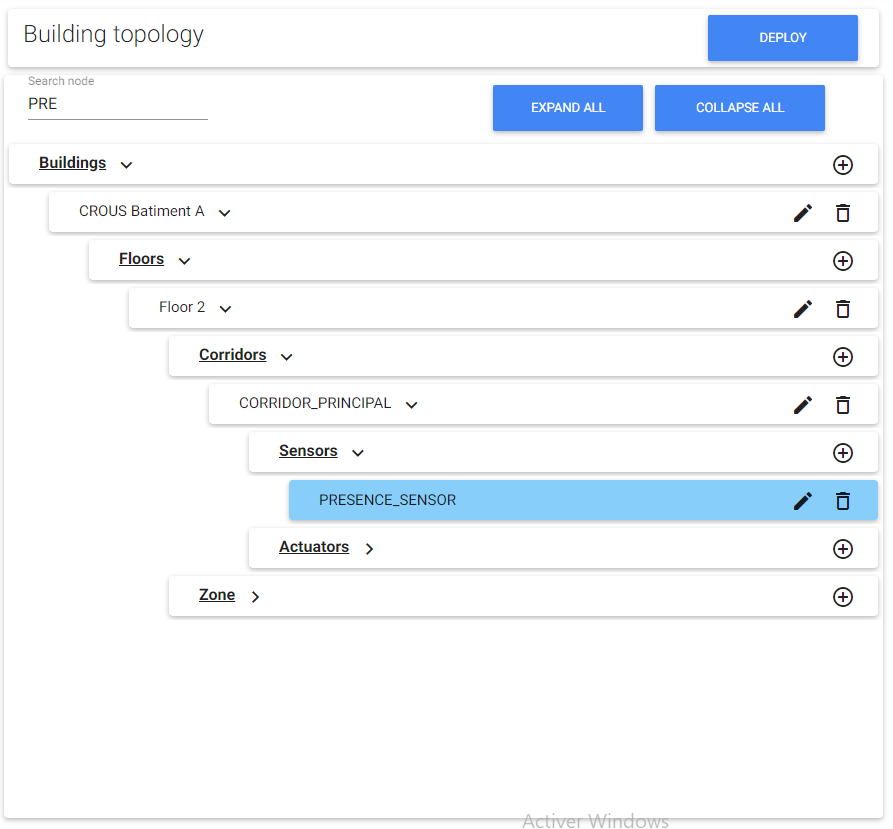 Building topology
DEPLOY
Search node
PRE
EXPAND ALL
COLLAPSE ALL
Buildings
CROUS Batiment A
Floors
Floor 2
Corridors
CORRIDOR_PRINCIPAL
Sensors
PRESENCE_SENSOR
Actuators
Zone
Activer Windows